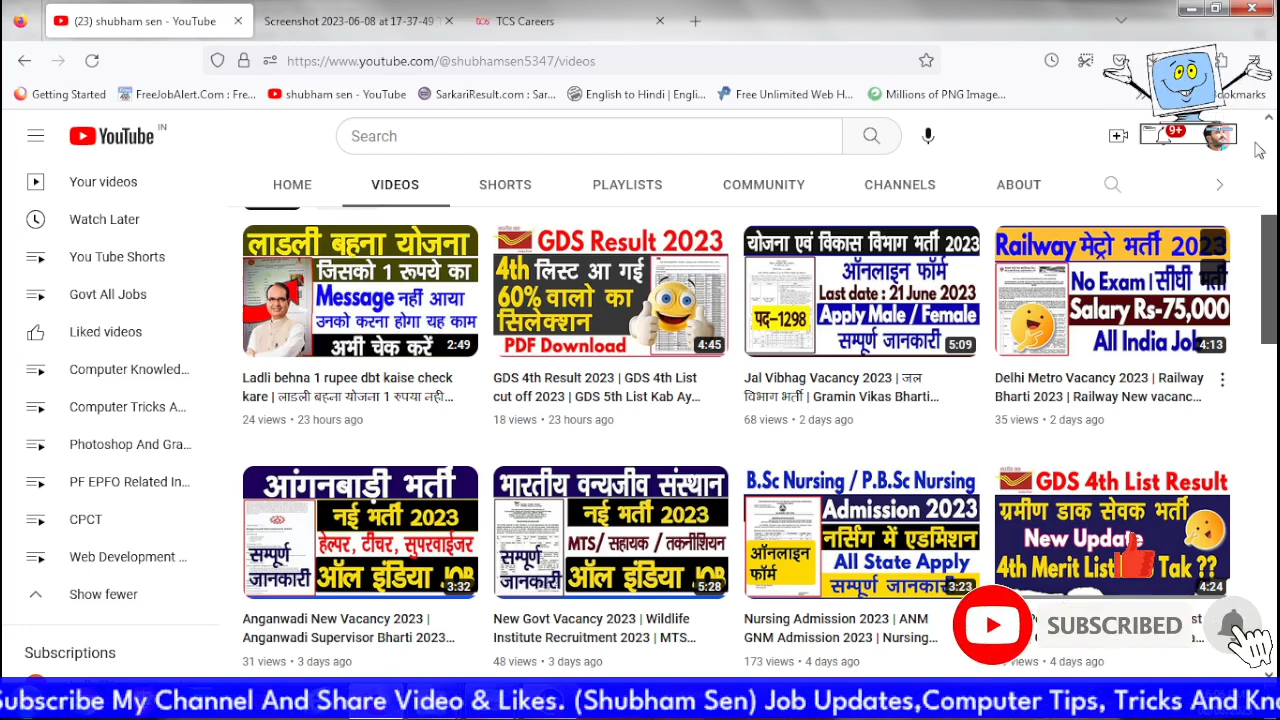 (23) shubham sen - YouTube
Screenshot 2023-06-08 at 17-37-49 T
TCS Careers
https://www.youtube.com/@shubhamsen5347/videos
Getting Started
FreeJobAlert.Com : Fre...
shubham sen - YouTube
SarkariResult.com : Sar...
English to Hindi | Engli...
Free Unlimited Web H...
Millions of PNG Image...
YouTube IN
Search
9+
HOME
VIDEOS
SHORTS
PLAYLISTS
COMMUNITY
CHANNELS
ABOUT
Your videos
Watch Later
You Tube Shorts
Govt All Jobs
Liked videos
Computer Knowled...
Computer Tricks A...
Photoshop And Gra...
PF EPFO Related In...
CPCT
Web Development ...
Show fewer
Subscriptions
लाडली बहना योजना
जिसको 1 रूपये का
Message नहीं आया
उनको करना होगा यह काम
अभी चेक करें
2:49
Ladli behna 1 rupee dbt kaise check
kare | लाडली बहना योजना 1 रुपया नही...
24 views • 23 hours ago
GDS Result 2023
4th लिस्ट आ गई
60% वालो का
सिलेक्शन
PDF Download
4:45
GDS 4th Result 2023 | GDS 4th List
cut off 2023 | GDS 5th List Kab Ay...
18 views • 23 hours ago
योजना एवं विकास विभाग भर्ती 2023
ऑनलाइन फॉर्म
Last date : 21 June 2023
पद-1298
Apply Male / Female
सम्पूर्ण जानकारी
5:09
Jal Vibhag Vacancy 2023 | जल
विभाग भर्ती | Gramin Vikas Bharti...
68 views • 2 days ago
Railway मेट्रो भर्ती 2023
No Exam । सीधी भर्ती
Salary Rs-75,000
All India Job
4:13
Delhi Metro Vacancy 2023 | Railway
Bharti 2023 | Railway New vacanc...
35 views • 2 days ago
आंगनबाड़ी भर्ती
नई भर्ती 2023
हेल्पर, टीचर, सुपरवाईजर
सम्पूर्ण
जानकारी
ऑल इंडिया JOB
3:32
Anganwadi New Vacancy 2023 |
Anganwadi Supervisor Bharti 2023...
31 views • 3 days ago
भारतीय वन्यजीव संस्थान
नई भर्ती 2023
MTS/ सहायक / तकनीशियन
सम्पूर्ण
जानकारी
ऑल इंडिया JOB
5:28
New Govt Vacancy 2023 | Wildlife
Institute Recruitment 2023 | MTS...
48 views • 3 days ago
B.Sc Nursing / P.B.Sc Nursing
Admission 2023
नर्सिंग में एडमिशन
ऑनलाइन
फॉर्म
All State Apply
सम्पूर्ण जानकारी
3:23
Nursing Admission 2023 | ANM
GNM Admission 2023 | Nursing...
173 views • 4 days ago
GDS 4th List Result
ग्रामीण डाक सेवक भर्ती
New Update
4th Merit List Tak ??
4:24
views • 4 days ago
SUBSCRIBED
Subscribe My Channel And Share Video & Likes. (Shubham Sen) Job Updates,Computer Tips, Tricks And Kn